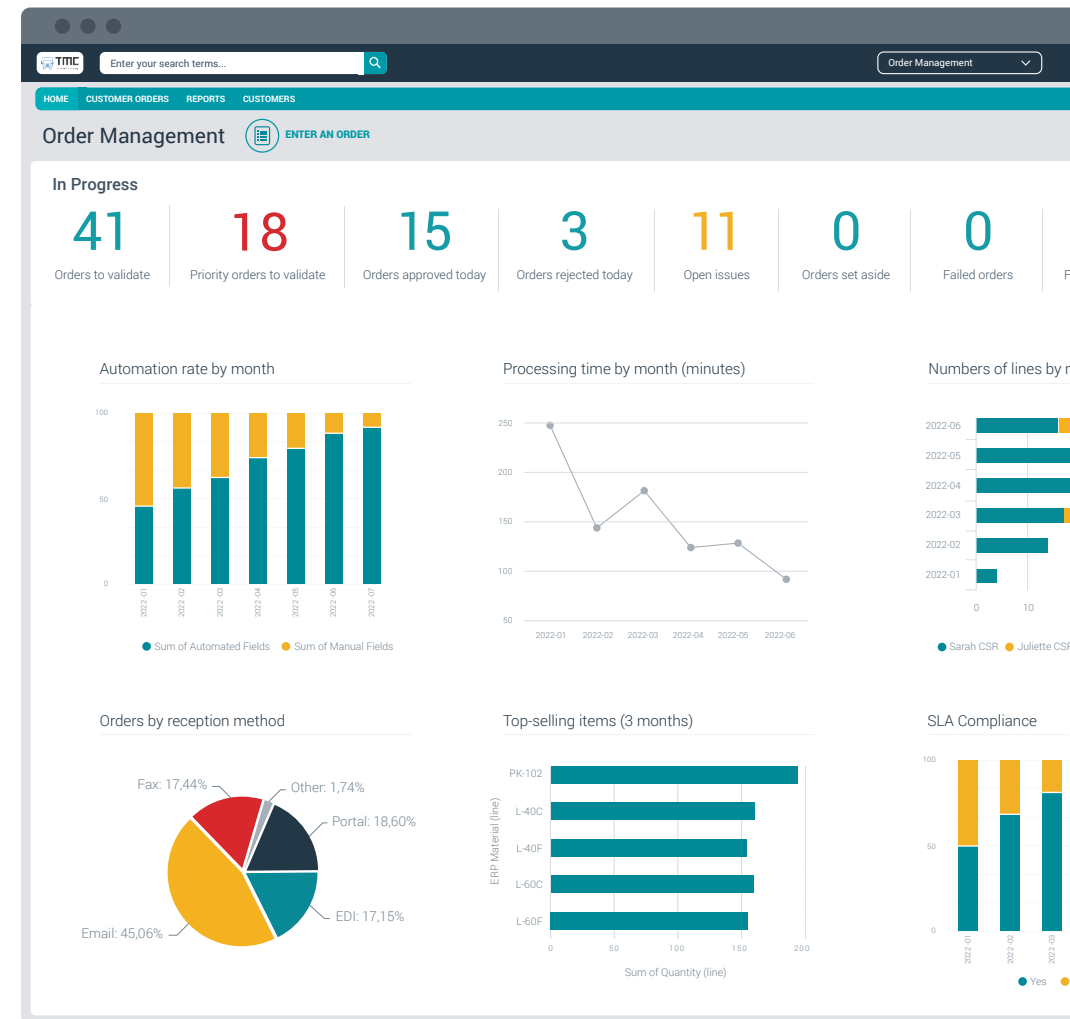 TMC
Enter your search terms...
Order Management
HOME CUSTOMER ORDERS REPORTS CUSTOMERS
Order Management
ENTER AN ORDER
In Progress
41 18 15 3 11 0 0
Orders to validate Priority orders to validate Orders approved today Orders rejected today Open issues Orders set aside Failed orders F
Automation rate by month
100
50
0
2022-01 2022-02 2022-03 2022-04 2022-05 2022-06 2022-07
Sum of Automated Fields Sum of Manual Fields
Processing time by month (minutes)
250
200
150
100
50
2022-01 2022-02 2022-03 2022-04 2022-05 2022-06
Numbers of lines by
2022-06
2022-05
2022-04
2022-03
2022-02
2022-01
0 10
Sarah CSR Juliette CSR
Orders by reception method
Fax: 17,44%
Other: 1,74%
Portal: 18,60%
EDI: 17,15%
Email: 45,06%
Top-selling items (3 months)
ERP Material (line)
PK-102
L-40C
L-40F
L-60C
L-60F
0 50 100 150 200
Sum of Quantity (line)
SLA Compliance
100
50
0
2022-01 2022-02 2022-03
Yes